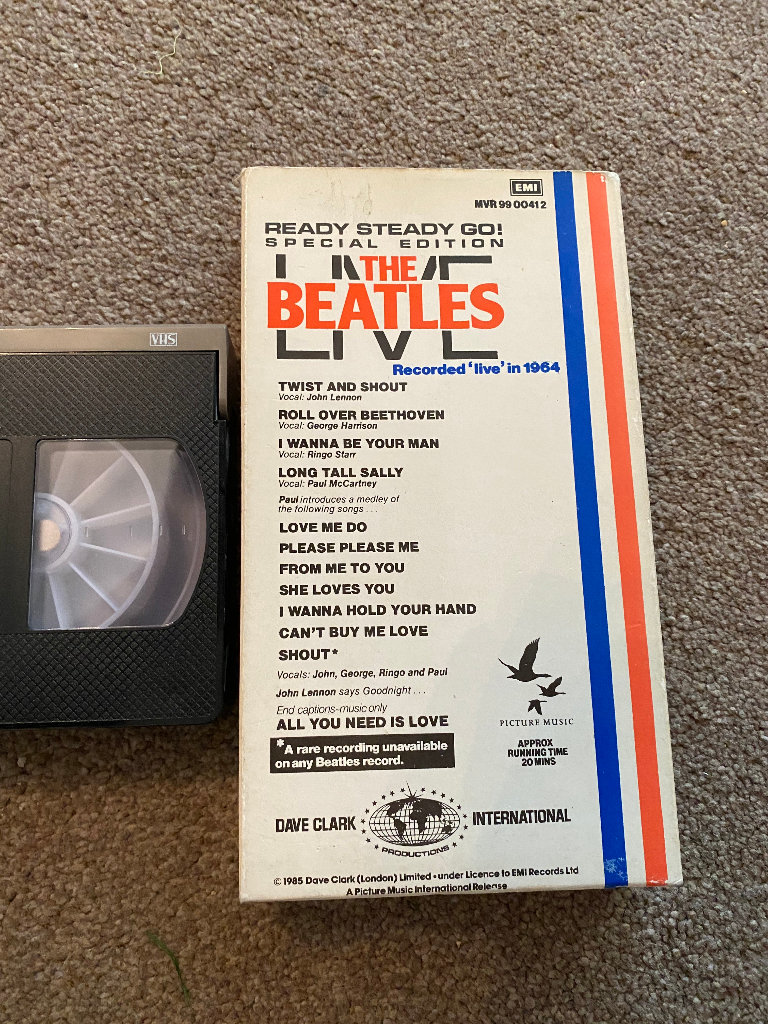 VHS
EMI
MVR 99 00412
READY STEADY GO!
SPECIAL EDITION
LIVE
THE
BEATLES
LIVE
Recorded 'live' in 1964
TWIST AND SHOUT
Vocal: John Lennon
ROLL OVER BEETHOVEN
Vocal: George Harrison
I WANNA BE YOUR MAN
Vocal: Ringo Starr
LONG TALL SALLY
Vocal: Paul McCartney
Paul introduces a medley of
the following songs . . .
LOVE ME DO
PLEASE PLEASE ME
FROM ME TO YOU
SHE LOVES YOU
I WANNA HOLD YOUR HAND
CAN'T BUY ME LOVE
SHOUT*
Vocals: John, George, Ringo and Paul
John Lennon says Goodnight . . .
End captions-music only
ALL YOU NEED IS LOVE
*A rare recording unavailable
on any Beatles record.
PICTURE MUSIC
APPROX
RUNNING TIME
20 MINS
DAVE CLARK INTERNATIONAL
PRODUCTIONS
© 1985 Dave Clark (London) Limited • under Licence to EMI Records Ltd
A Picture Music International Release